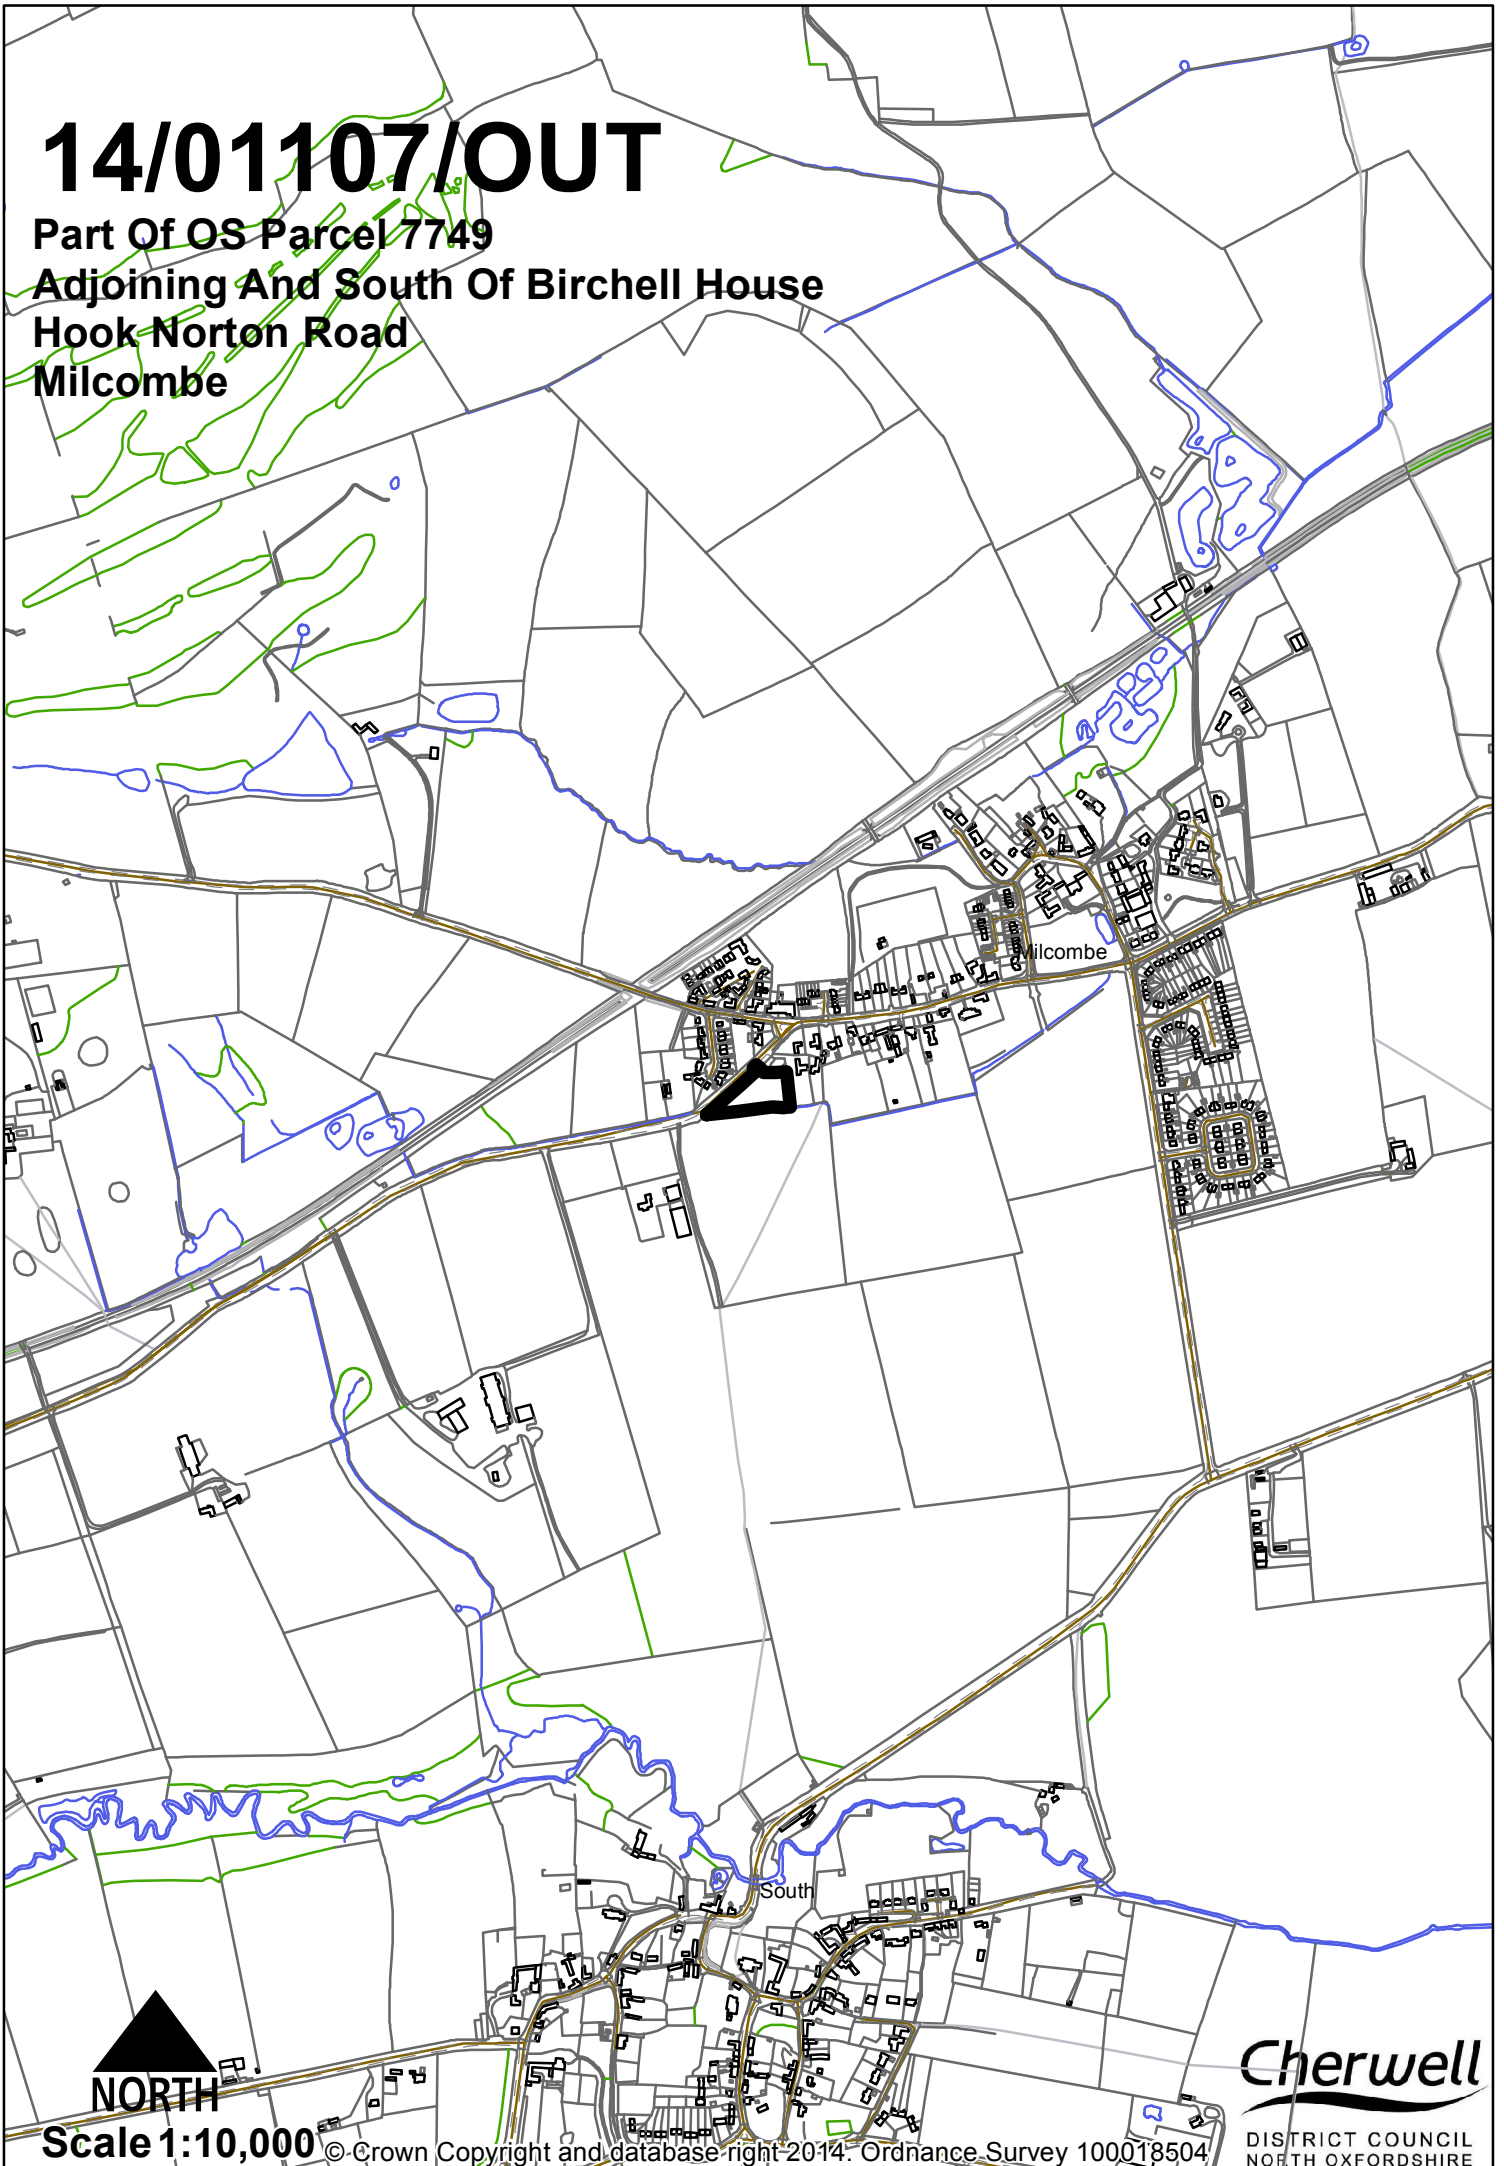 14/01107/OUT
Part Of OS Parcel 7749
Adjoining And South Of Birchell House
Hook Norton Road
Milcombe
Milcombe
South
NORTH
Scale 1:10,000
© Crown Copyright and database right 2014. Ordnance Survey 100018504
Cherwell
DISTRICT COUNCIL
NORTH OXFORDSHIRE